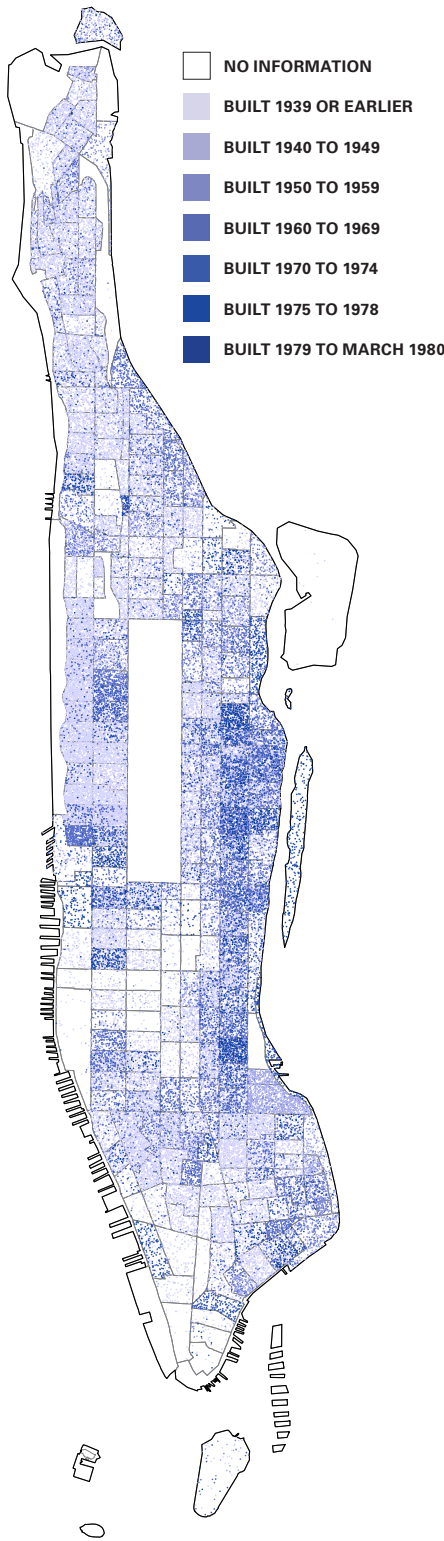 NO INFORMATION
BUILT 1939 OR EARLIER
BUILT 1940 TO 1949
BUILT 1950 TO 1959
BUILT 1960 TO 1969
BUILT 1970 TO 1974
BUILT 1975 TO 1978
BUILT 1979 TO MARCH 1980